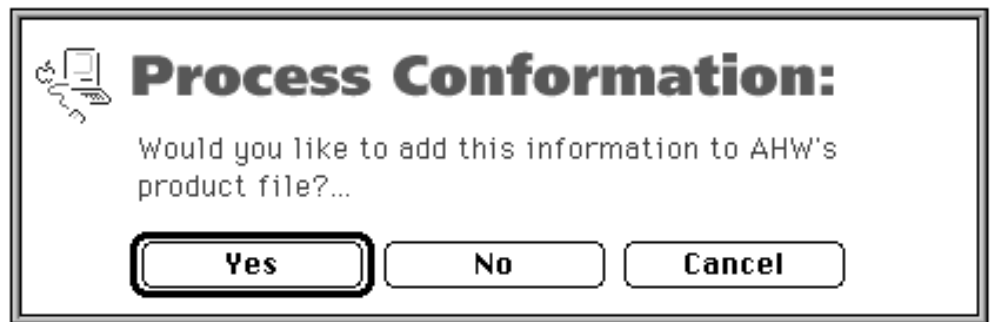 Process Conformation:
Would you like to add this information to AHW's
product file?...
Yes No Cancel